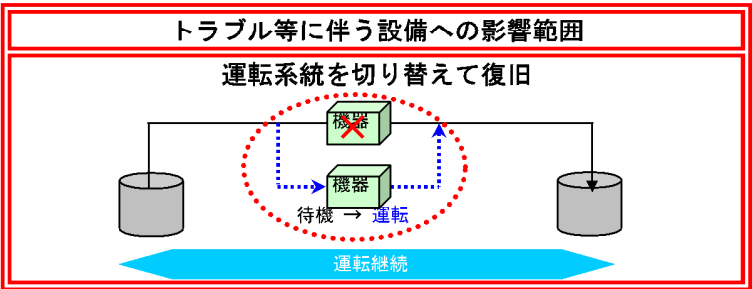 トラブル等に伴う設備への影響範囲
運転系統を切り替えて復旧
機器
機器
待機 → 運転
運転継続